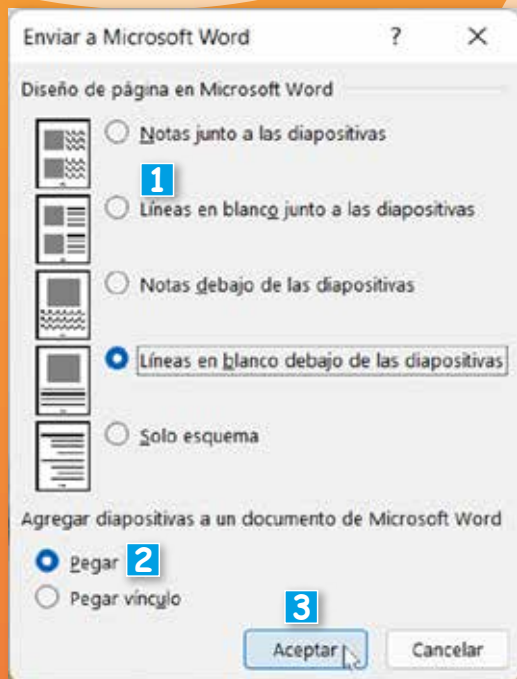 Enviar a Microsoft Word ? ×
Diseño de página en Microsoft Word
Notas junto a las diapositivas
1
Líneas en blanco junto a las diapositivas
Notas debajo de las diapositivas
Líneas en blanco debajo de las diapositivas
Solo esquema
Agregar diapositivas a un documento de Microsoft Word
Pegar 2
Pegar vínculo
3
Aceptar Cancelar